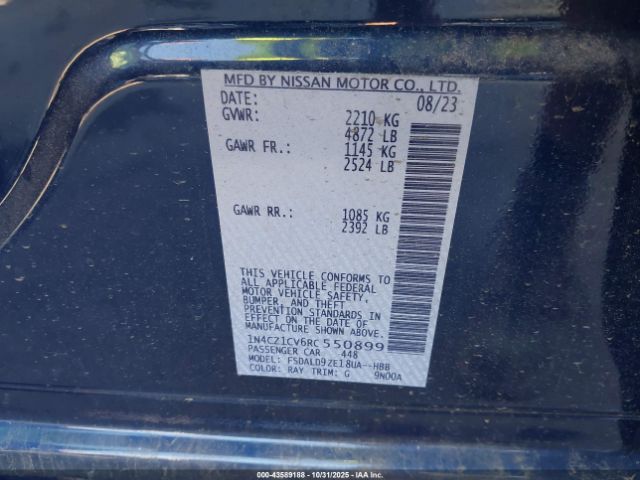 MFD BY NISSAN MOTOR CO., LTD.
DATE: 08/23
GVWR: 2210 KG
4872 LB
GAWR FR.: 1145 KG
2524 LB
GAWR RR.: 1085 KG
2392 LB
THIS VEHICLE CONFORMS TO
ALL APPLICABLE FEDERAL
MOTOR VEHICLE SAFETY,
BUMPER, AND THEFT
PREVENTION STANDARDS IN
EFFECT ON THE DATE OF
MANUFACTURE SHOWN ABOVE.
1N4CZ1CV6RC550899
PASSENGER CAR -448
MODEL: FSDALD9ZE18UA--HBB
COLOR: RAY TRIM: G 9N00A
000-43589188 - 10/31/2025 - IAA Inc.